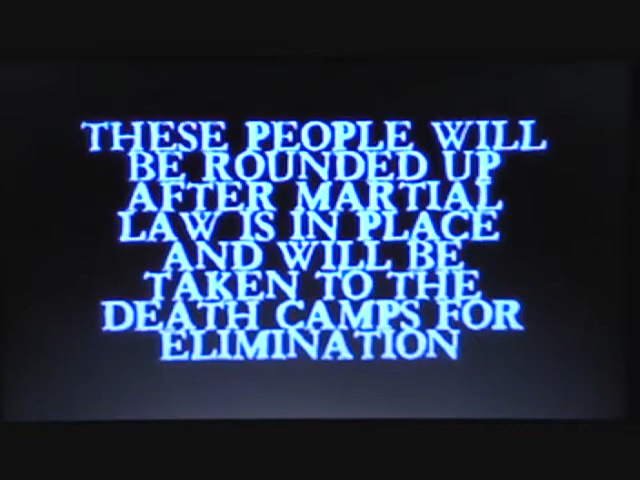 THESE PEOPLE WILL
BE ROUNDED UP
AFTER MARTIAL
LAW IS IN PLACE
AND WILL BE
TAKEN TO THE
DEATH CAMPS FOR
ELIMINATION